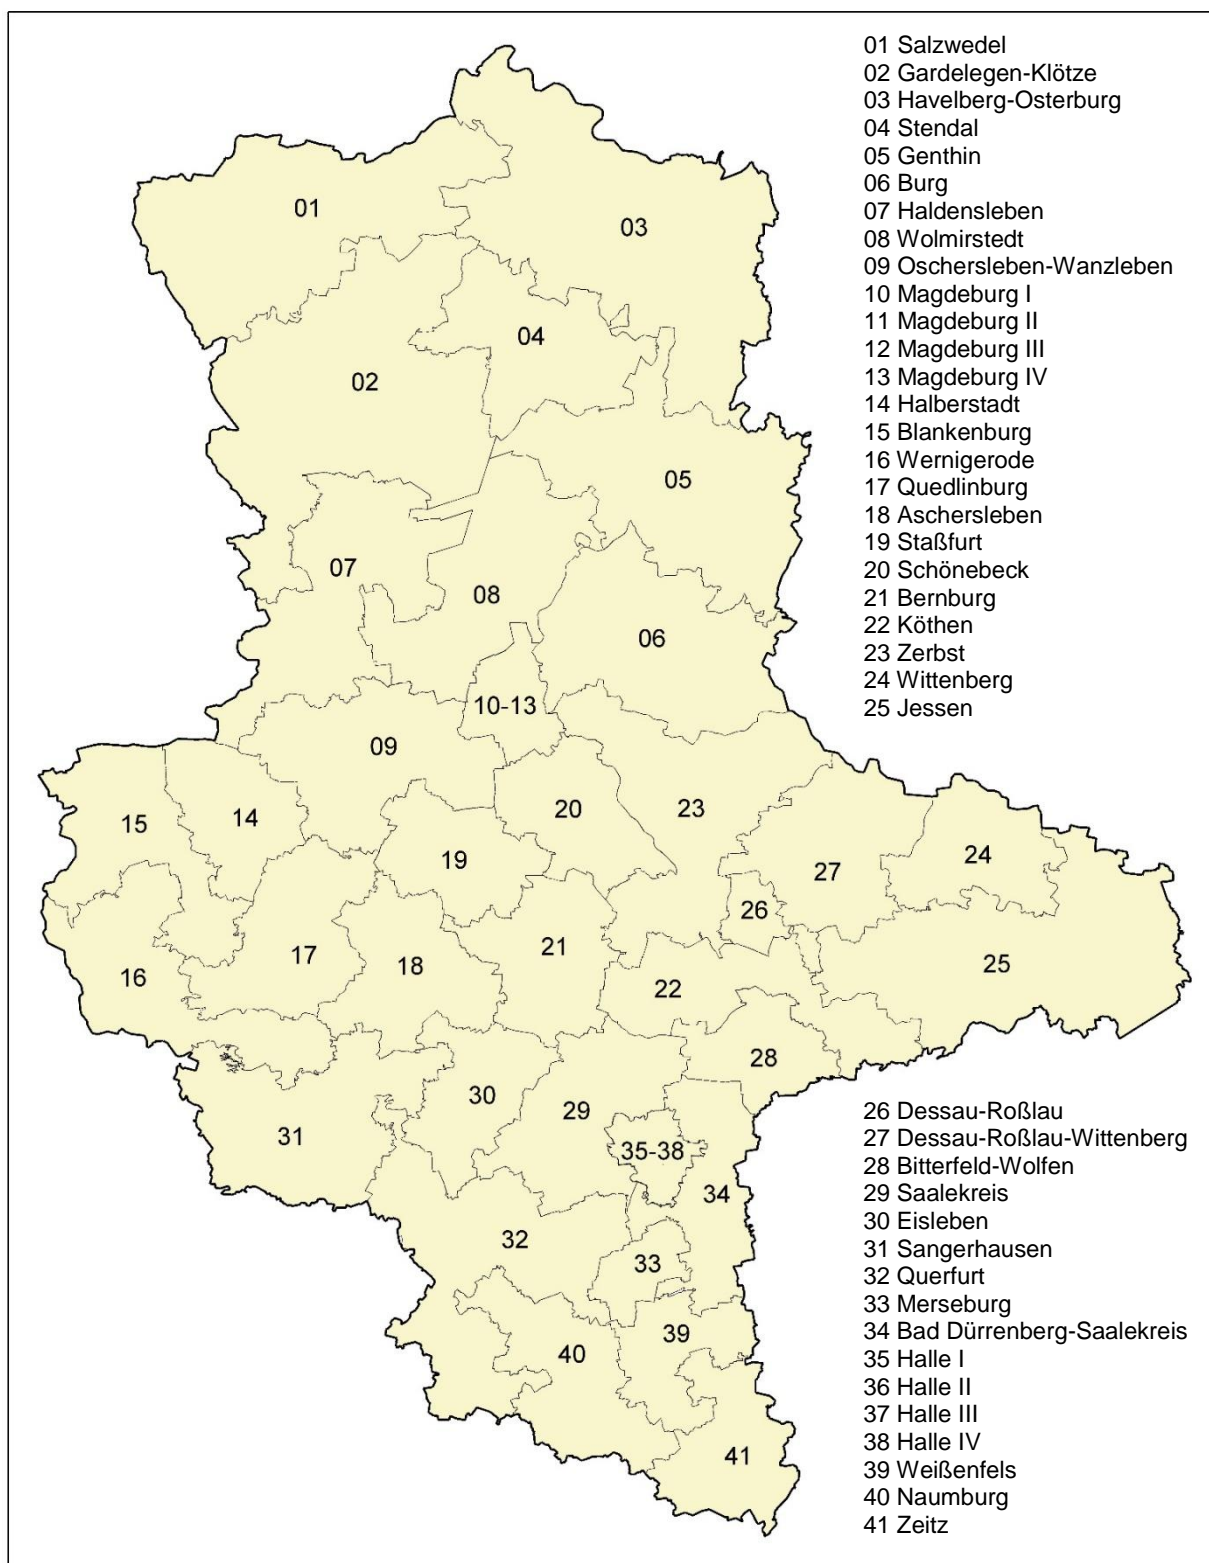 01 Salzwedel
02 Gardelegen-Klötze
03 Havelberg-Osterburg
04 Stendal
05 Genthin
06 Burg
07 Haldensleben
08 Wolmirstedt
09 Oschersleben-Wanzleben
10 Magdeburg I
11 Magdeburg II
12 Magdeburg III
13 Magdeburg IV
14 Halberstadt
15 Blankenburg
16 Wernigerode
17 Quedlinburg
18 Aschersleben
19 Staßfurt
20 Schönebeck
21 Bernburg
22 Köthen
23 Zerbst
24 Wittenberg
25 Jessen
01
03
04
02
05
07
08
06
10-13
09
23
20
14
15
19
24
27
26
21
17
18
25
16
22
28
30
29
31
35-38
34
32
33
39
40
41
26 Dessau-Roßlau
27 Dessau-Roßlau-Wittenberg
28 Bitterfeld-Wolfen
29 Saalekreis
30 Eisleben
31 Sangerhausen
32 Querfurt
33 Merseburg
34 Bad Dürrenberg-Saalekreis
35 Halle I
36 Halle II
37 Halle III
38 Halle IV
39 Weißenfels
40 Naumburg
41 Zeitz